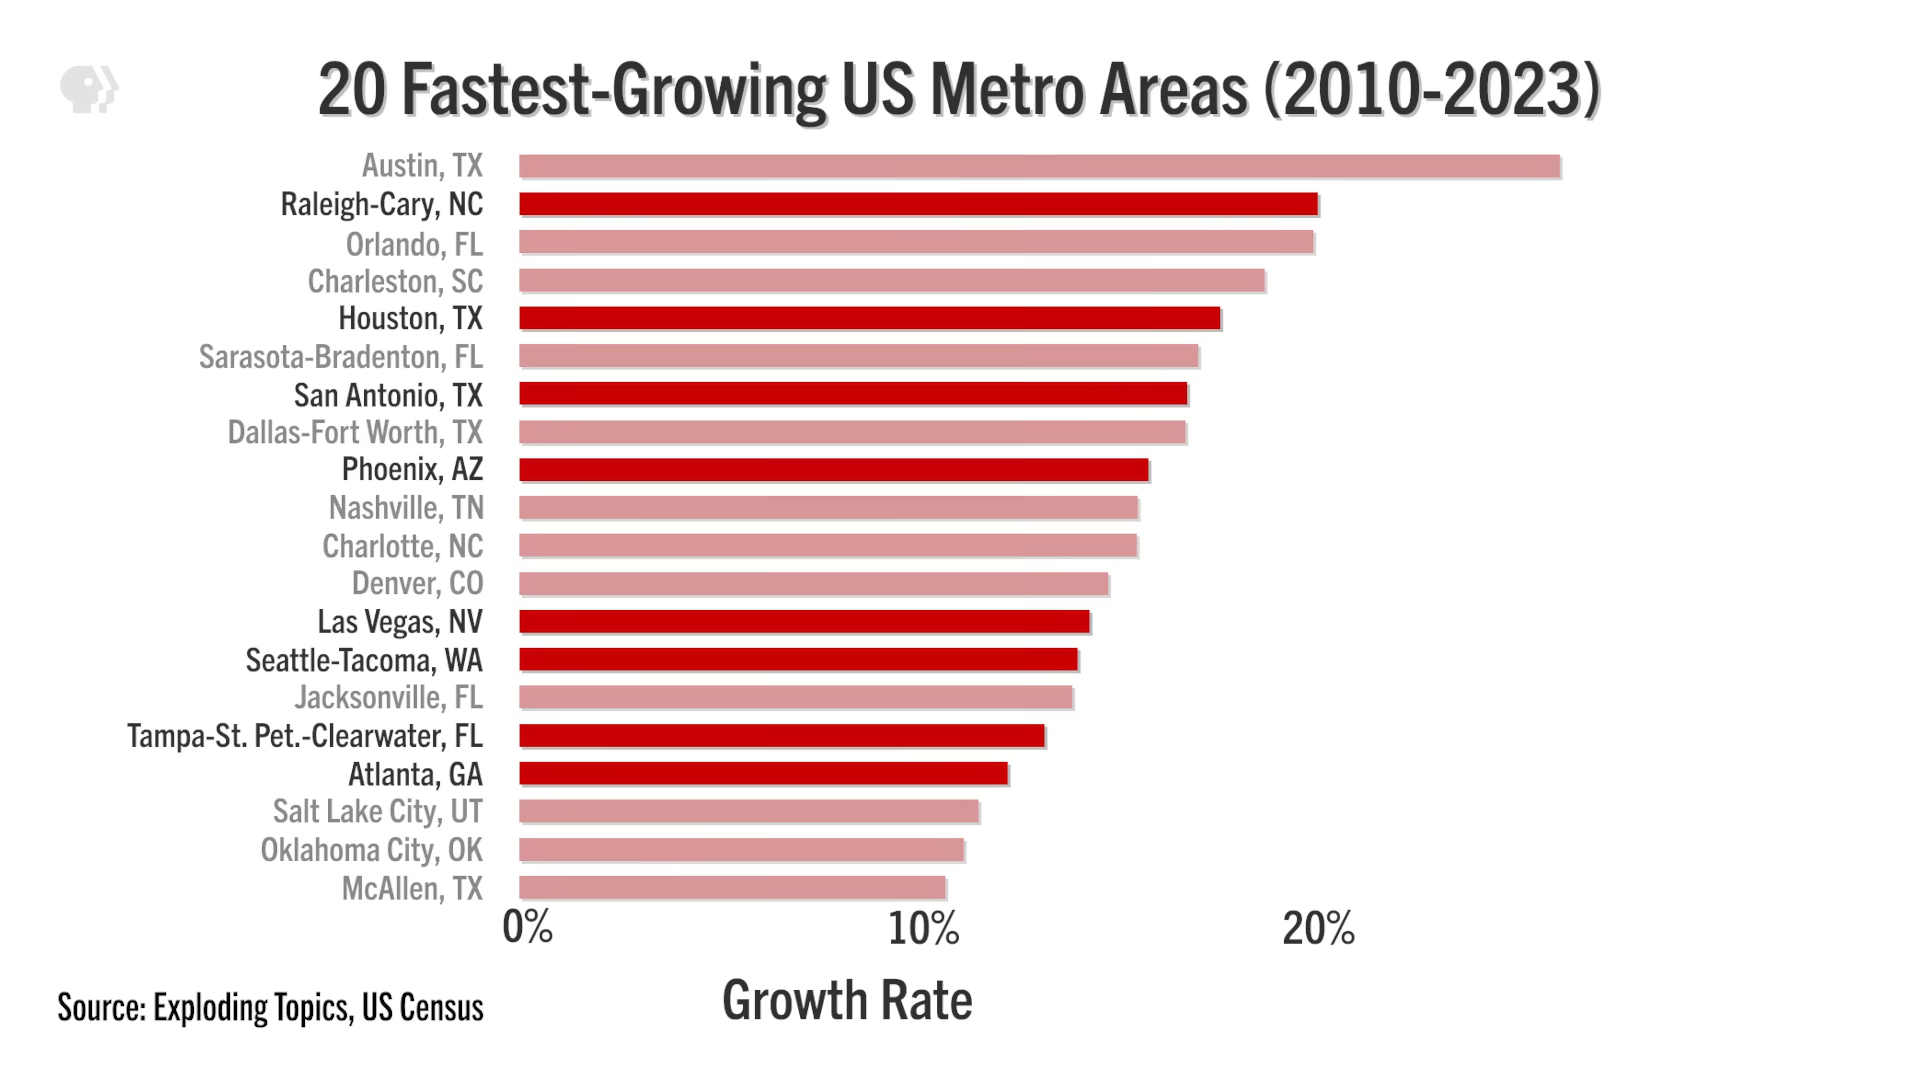 20 Fastest-Growing US Metro Areas (2010-2023)
Austin, TX
Raleigh-Cary, NC
Orlando, FL
Charleston, SC
Houston, TX
Sarasota-Bradenton, FL
San Antonio, TX
Dallas-Fort Worth, TX
Phoenix, AZ
Nashville, TN
Charlotte, NC
Denver, CO
Las Vegas, NV
Seattle-Tacoma, WA
Jacksonville, FL
Tampa-St. Pet.-Clearwater, FL
Atlanta, GA
Salt Lake City, UT
Oklahoma City, OK
McAllen, TX
0% 10% 20%
Growth Rate
Source: Exploding Topics, US Census